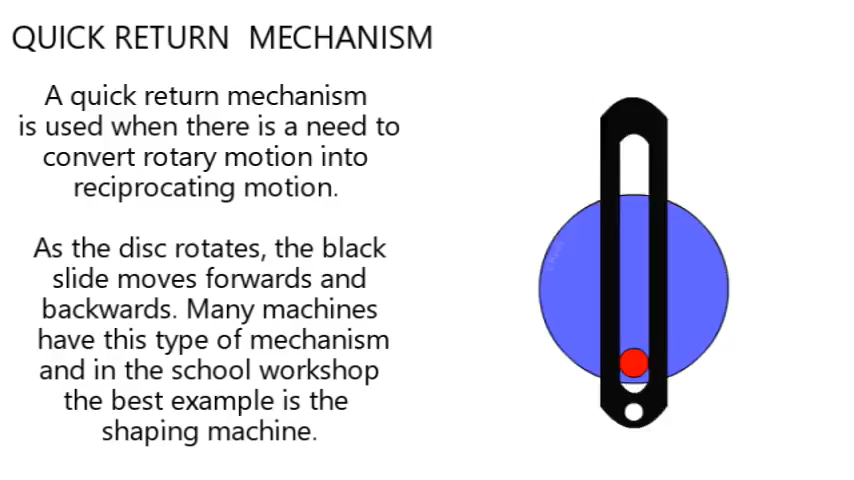 QUICK RETURN MECHANISM
A quick return mechanism
is used when there is a need to
convert rotary motion into
reciprocating motion.
As the disc rotates, the black
slide moves forwards and
backwards. Many machines
have this type of mechanism
and in the school workshop
the best example is the
shaping machine.